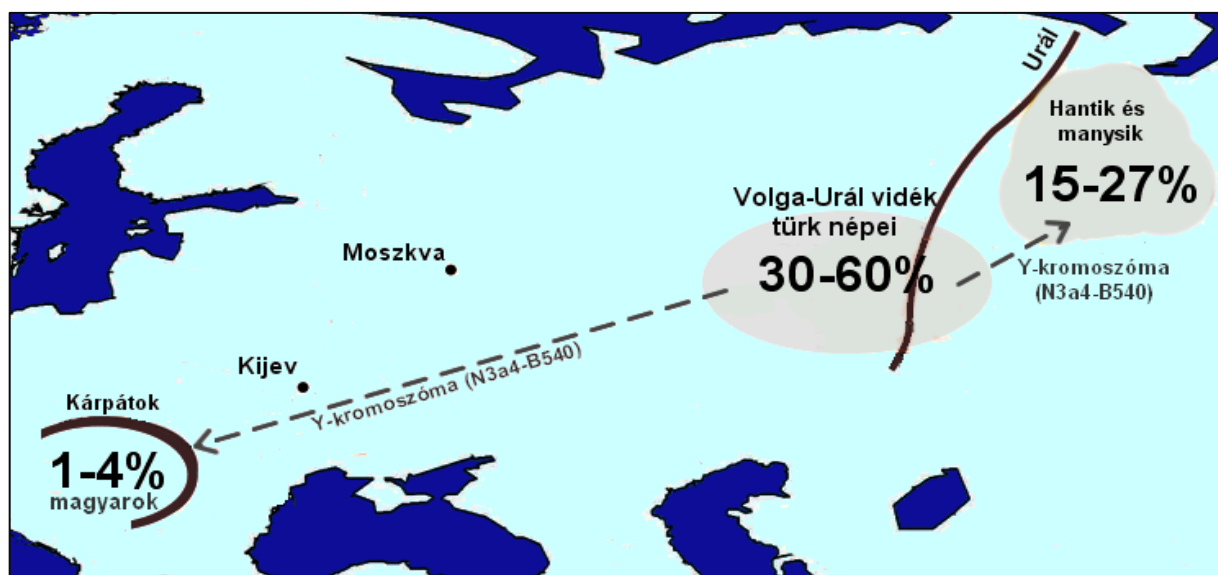 Urál
Hantik és
manysik
15-27%
Volga-Urál vidék
türk népei
30-60%
Y-kromoszóma
(N3a4-B540)
Moszkva
Kijev
Y-kromoszóma (N3a4-B540)
Kárpátok
1-4%
magyarok